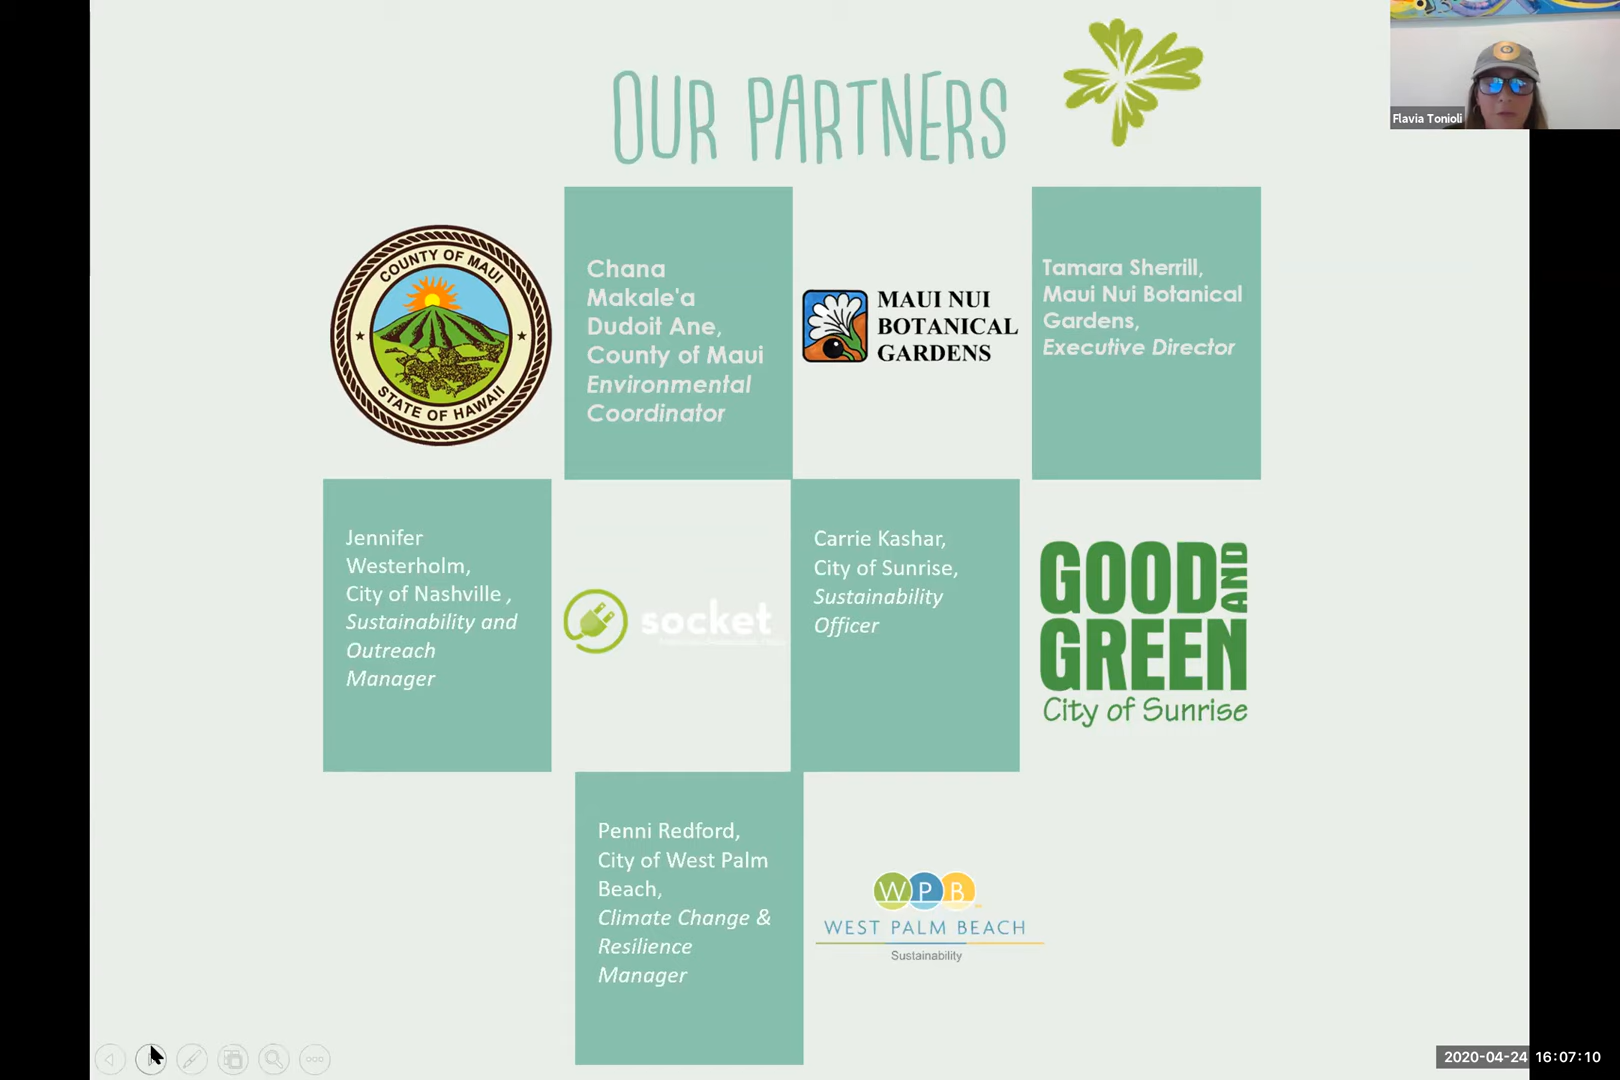 OUR PARTNERS
Flavia Tonioli
COUNTY OF MAUI
STATE OF HAWAII
Chana
Makale'a
Dudoit Ane,
County of Maui
Environmental
Coordinator
MAUI NUI
BOTANICAL
GARDENS
Tamara Sherrill,
Maui Nui Botanical
Gardens,
Executive Director
Jennifer
Westerholm,
City of Nashville ,
Sustainability and
Outreach
Manager
socket
Carrie Kashar,
City of Sunrise,
Sustainability
Officer
GOOD AND
GREEN
City of Sunrise
Penni Redford,
City of West Palm
Beach,
Climate Change &
Resilience
Manager
WPB
WEST PALM BEACH
Sustainability
2020-04-24 16:07:10